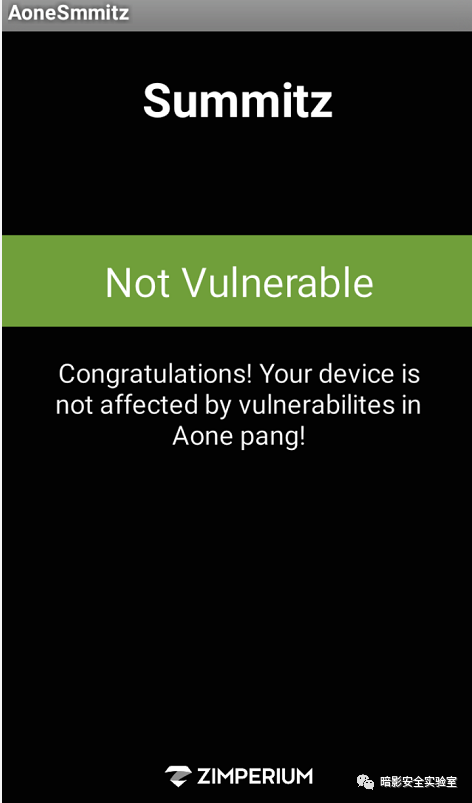 AoneSmmitz
Summitz
Not Vulnerable
Congratulations! Your device is
not affected by vulnerabilites in
Aone pang!
ZIMPERIUM
暗影安全实验室